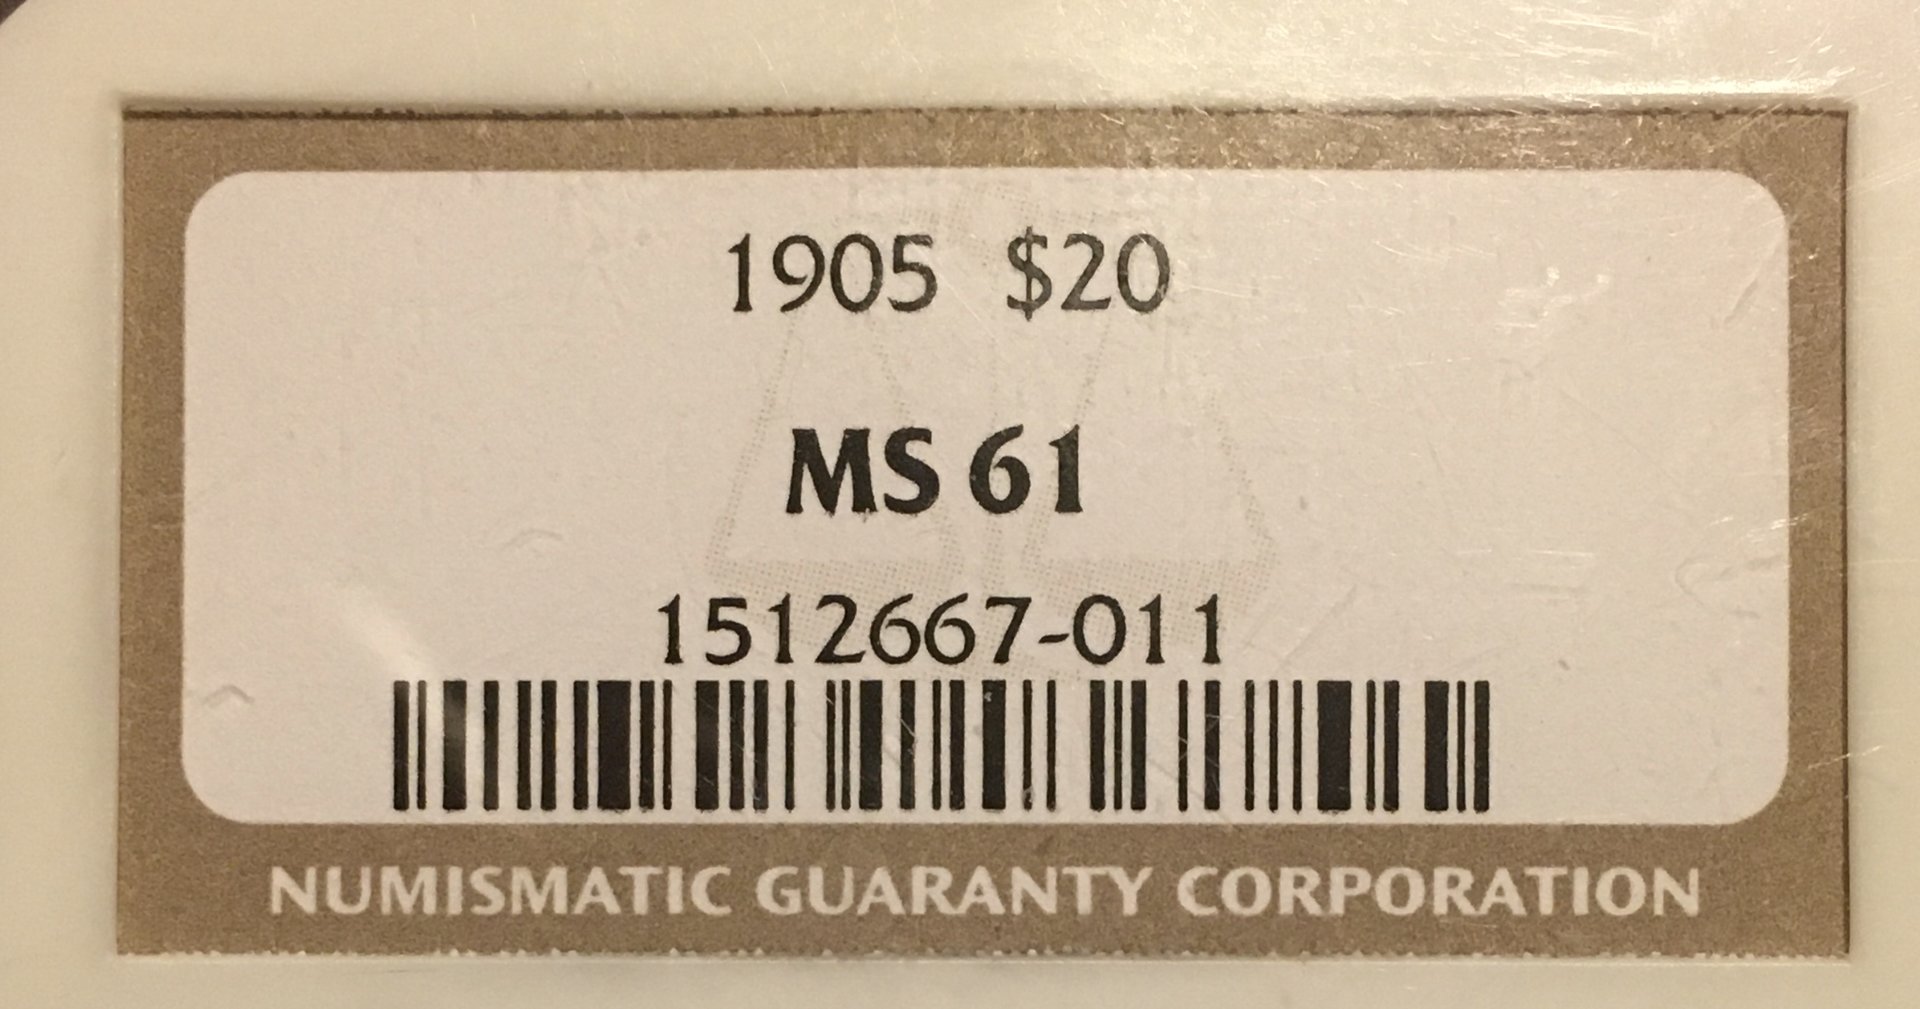 1905 $20
MS 61
1512667-011
NUMISMATIC GUARANTY CORPORATION